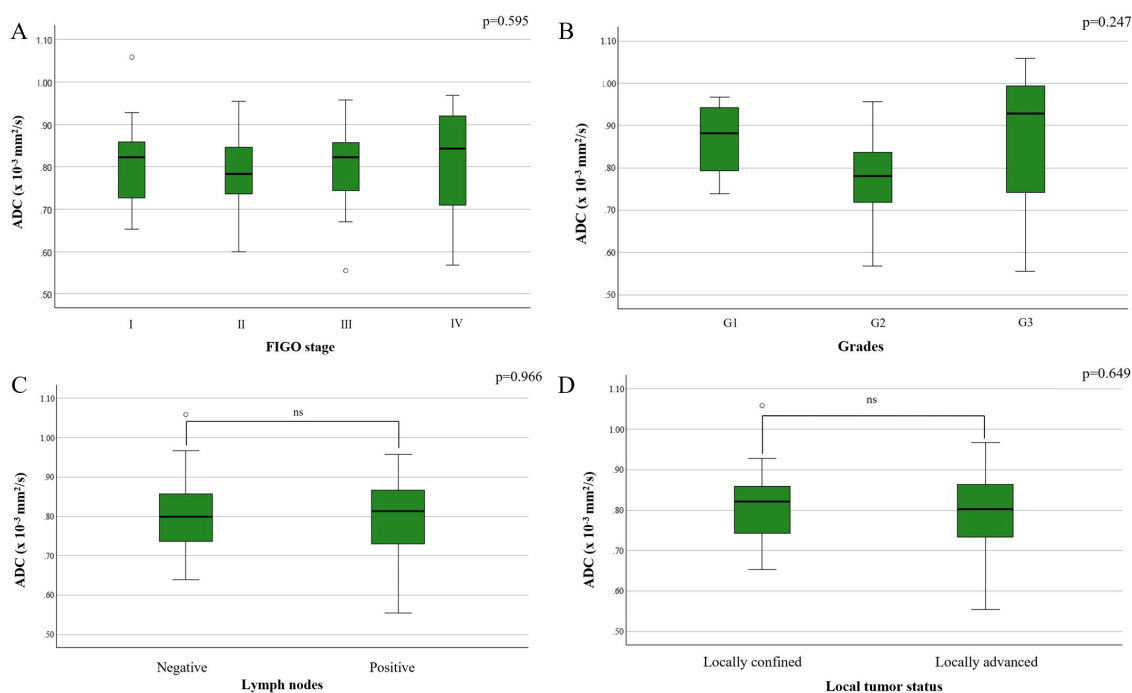 A
p=0.595
1.10
1.00
.90
.80
.70
.60
.50
ADC (x 10⁻³ mm²/s)
I II III IV
FIGO stage
B
p=0.247
1.10
1.00
.90
.80
.70
.60
.50
ADC (x 10⁻³ mm²/s)
G1 G2 G3
Grades
C
p=0.966
1.10
1.00
.90
.80
.70
.60
.50
ADC (x 10⁻³ mm²/s)
ns
Negative Positive
Lymph nodes
D
p=0.649
1.10
1.00
.90
.80
.70
.60
.50
ADC (x 10⁻³ mm²/s)
ns
Locally confined Locally advanced
Local tumor status